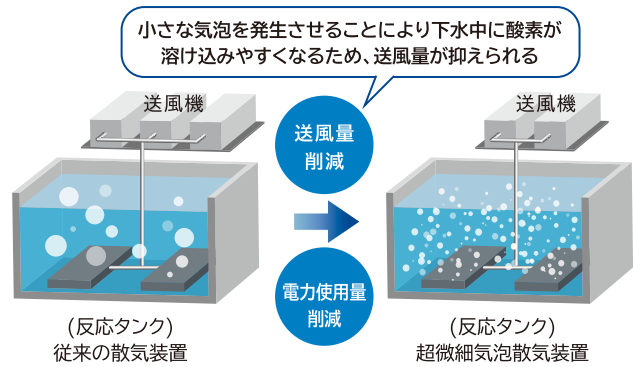 小さな気泡を発生させることにより下水中に酸素が
溶け込みやすくなるため、送風量が抑えられる
送風機
送風機
送風量
削減
電力使用量
削減
(反応タンク)
従来の散気装置
(反応タンク)
超微細気泡散気装置